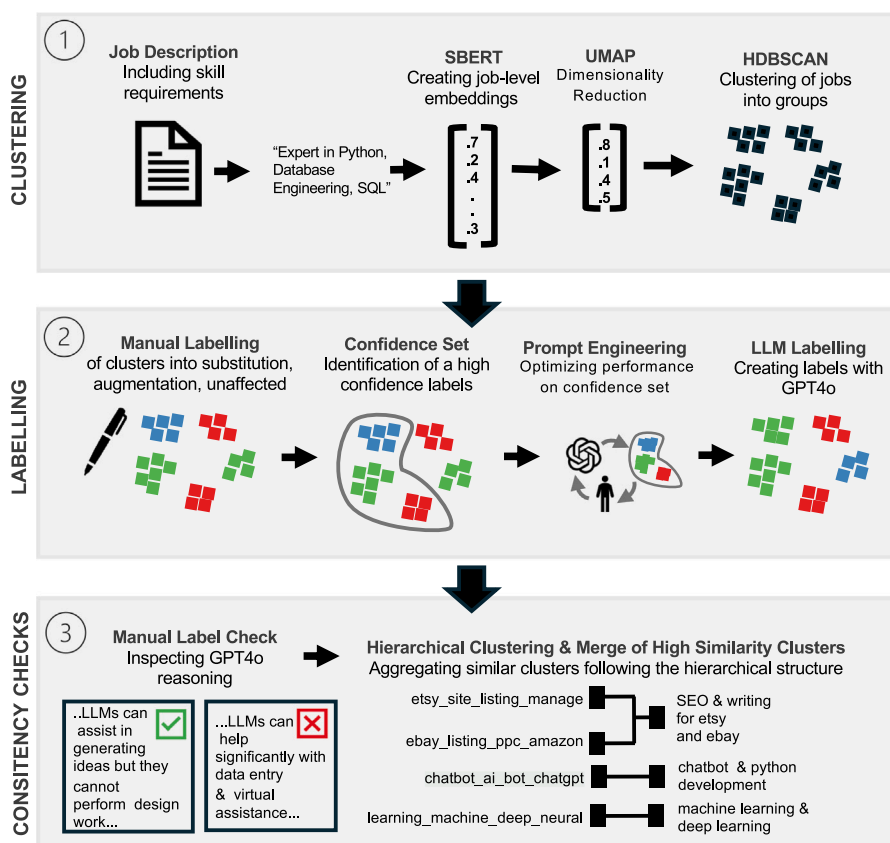 CLUSTERING
1
Job Description
Including skill
requirements
"Expert in Python,
Database
Engineering, SQL"
SBERT
Creating job-level
embeddings
.7
.2
.4
.
.
.3
UMAP
Dimensionality
Reduction
.8
.1
.4
.5
HDBSCAN
Clustering of jobs
into groups
LABELLING
2
Manual Labelling
of clusters into substitution,
augmentation, unaffected
Confidence Set
Identification of a high
confidence labels
Prompt Engineering
Optimizing performance
on confidence set
LLM Labelling
Creating labels with
GPT4o
CONSITENCY CHECKS
3
Manual Label Check
Inspecting GPT4o
reasoning
..LLMs can
assist in
generating
ideas but they
cannot
perform design
work...
...LLMs can
help
significantly with
data entry
& virtual
assistance...
Hierarchical Clustering & Merge of High Similarity Clusters
Aggregating similar clusters following the hierarchical structure
etsy_site_listing_manage
ebay_listing_ppc_amazon
SEO & writing
for etsy
and ebay
chatbot_ai_bot_chatgpt
chatbot & python
development
learning_machine_deep_neural
machine learning &
deep learning